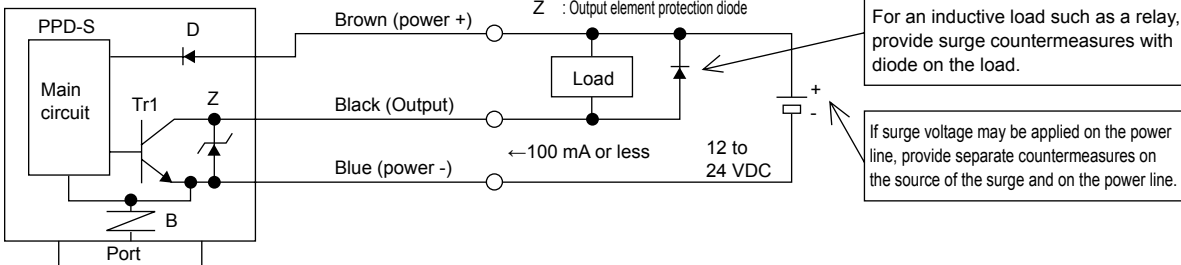 Z : Output element protection diode
PPD-S
D
Brown (power +)
For an inductive load such as a relay,
provide surge countermeasures with
diode on the load.
Main
circuit
Tr1
Z
Load
Black (Output)
+
-
←100 mA or less
12 to
24 VDC
If surge voltage may be applied on the power
line, provide separate countermeasures on
the source of the surge and on the power line.
Blue (power -)
B
Port